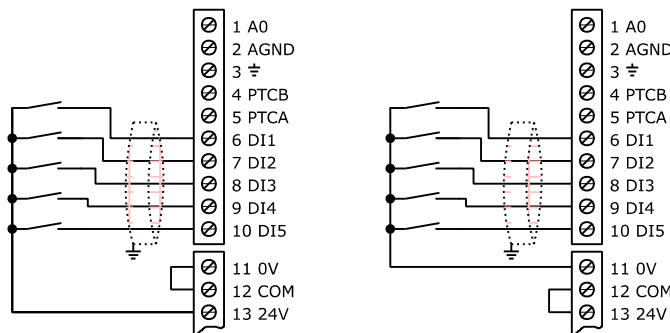 1 A0
2 AGND
3
4 PTCB
5 PTCA
6 DI1
7 DI2
8 DI3
9 DI4
10 DI5
11 0V
12 COM
13 24V
1 A0
2 AGND
3
4 PTCB
5 PTCA
6 DI1
7 DI2
8 DI3
9 DI4
10 DI5
11 0V
12 COM
13 24V